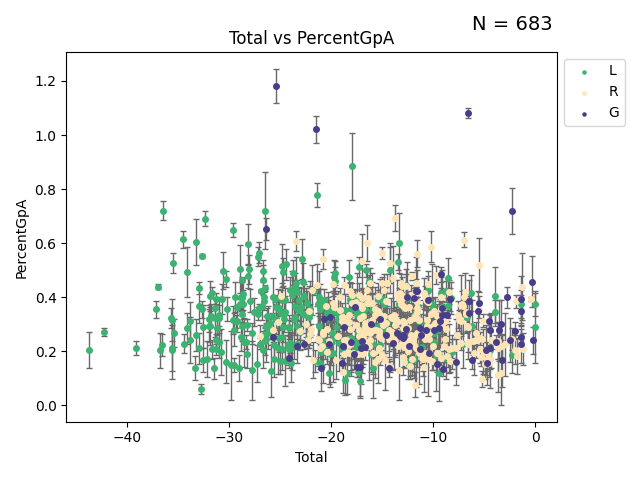 N = 683
Total vs PercentGpA
L
R
G
PercentGpA
1.2
1.0
0.8
0.6
0.4
0.2
0.0
−40
−30
−20
−10
0
Total